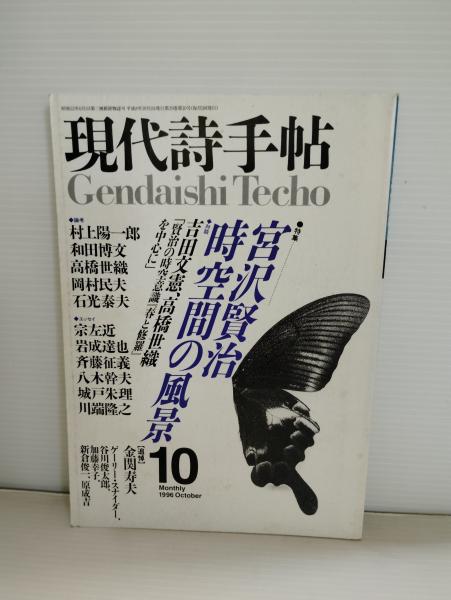 現代詩手帖
Gendaishi Techo
●特集
宮沢賢治
時空間の風景
吉田文憲、高橋世織
「賢治の時空意識『春と修羅』
を中心に」
◆論考
村上陽一郎
和田博文
高橋世織
岡村民夫
石光泰夫
◆エッセイ
宗左近
岩成達也
斉藤征義
八木幹夫
城戸朱理
川端隆之
[追悼]
金関寿夫
ゲーリー・スナイダー、
谷川俊太郎、
加藤幸子、
新倉俊一、原成吉
10
Monthly
1996 October